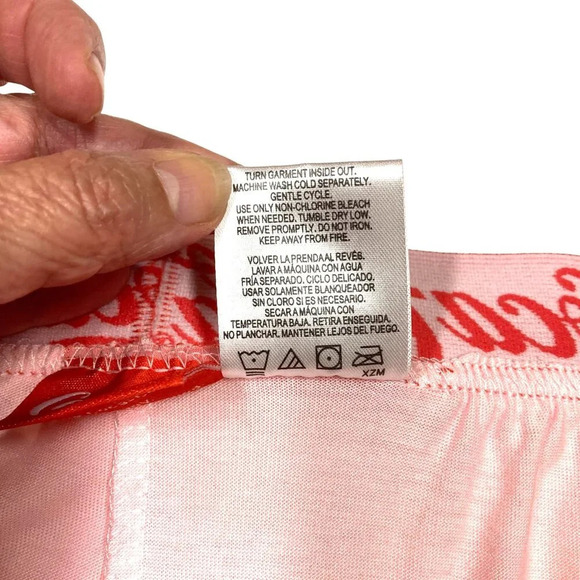 TURN GARMENT INSIDE OUT.
MACHINE WASH COLD SEPARATELY.
GENTLE CYCLE.
USE ONLY NON-CHLORINE BLEACH
WHEN NEEDED. TUMBLE DRY LOW.
REMOVE PROMPTLY. DO NOT IRON.
KEEP AWAY FROM FIRE.
VOLVER LA PRENDA AL REVÉS.
LAVAR A MÁQUINA CON AGUA
FRÍA SEPARADO. CICLO DELICADO.
USAR SOLAMENTE BLANQUEADOR
SIN CLORO SI ES NECESARIO.
SECAR A MÁQUINA CON
TEMPERATURA BAJA. RETIRA ENSEGUIDA.
NO PLANCHAR. MANTENER LEJOS DEL FUEGO.
XZM